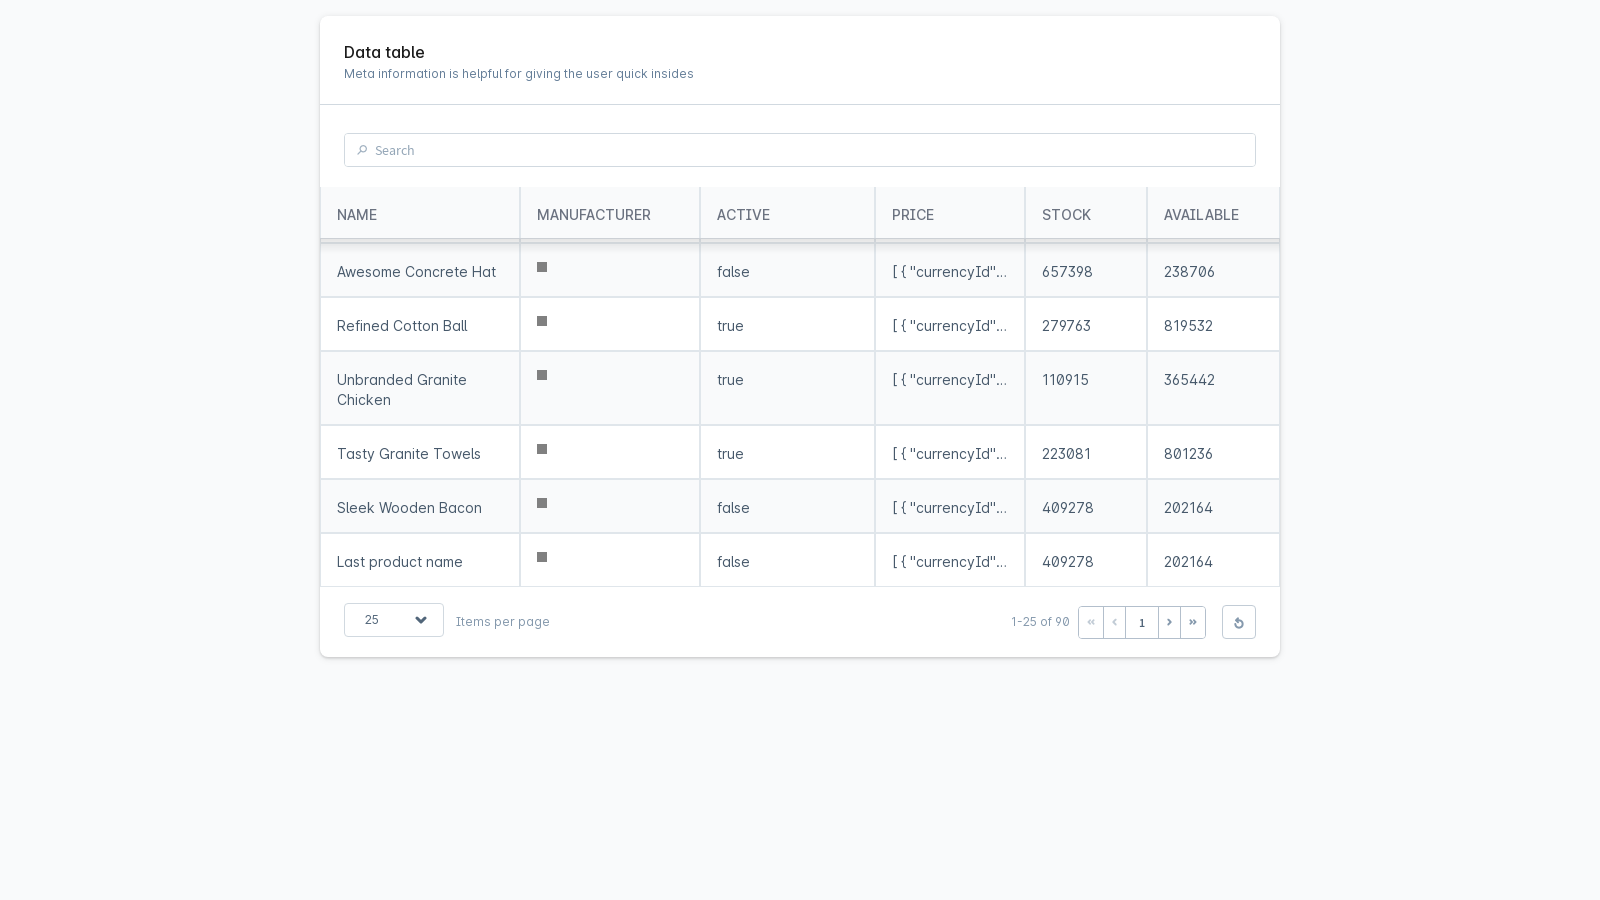 Data table
Meta information is helpful for giving the user quick insides
Search
NAME MANUFACTURER ACTIVE PRICE STOCK AVAILABLE
Awesome Concrete Hat false [ { "currencyId"... 657398 238706
Refined Cotton Ball true [ { "currencyId"... 279763 819532
Unbranded Granite Chicken true [ { "currencyId"... 110915 365442
Tasty Granite Towels true [ { "currencyId"... 223081 801236
Sleek Wooden Bacon false [ { "currencyId"... 409278 202164
Last product name false [ { "currencyId"... 409278 202164
25 Items per page 1-25 of 90 « ‹ 1 › »